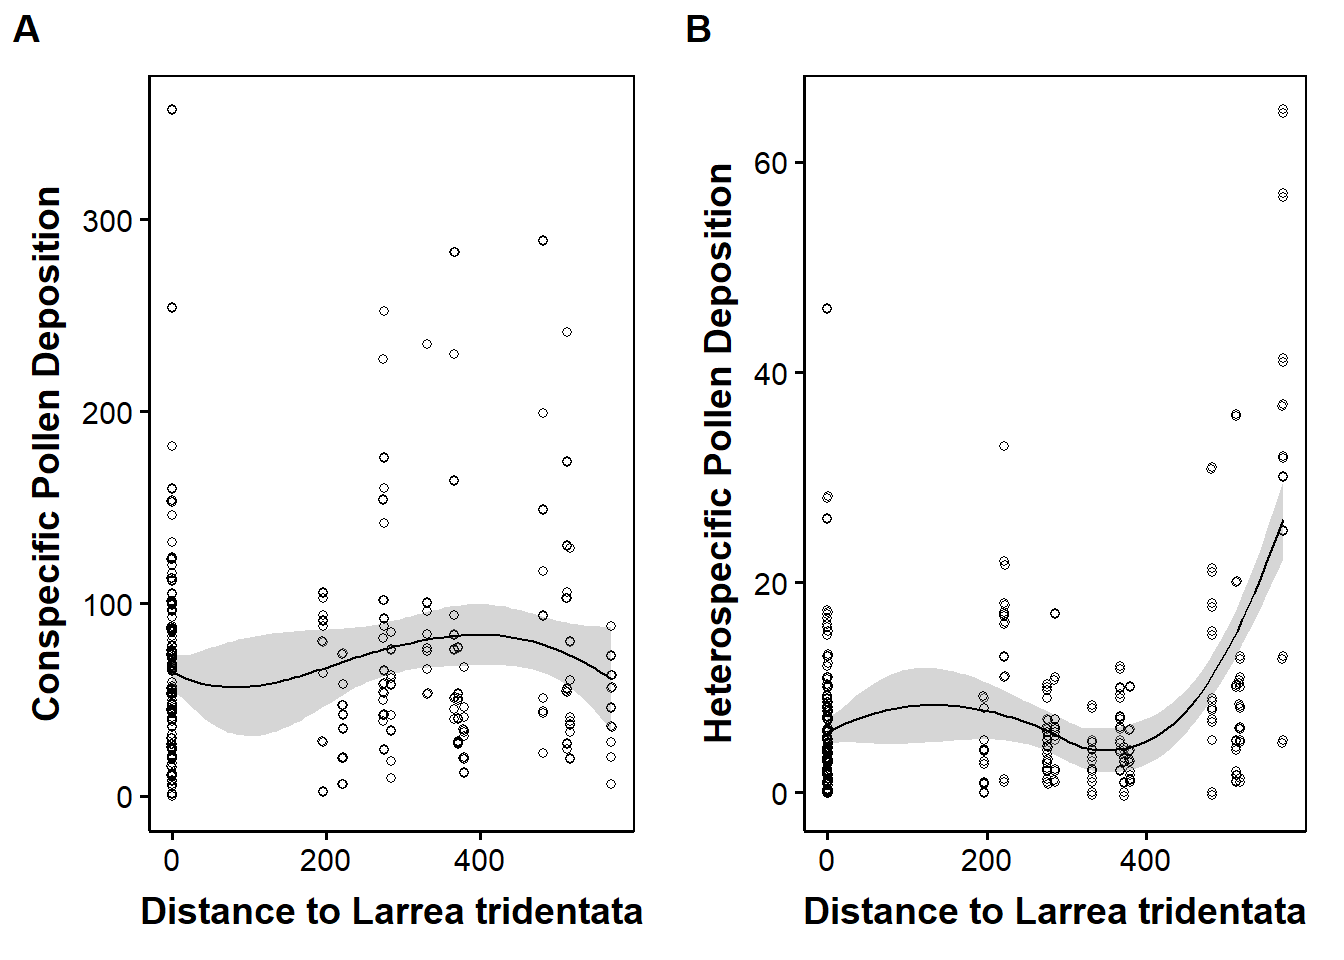 A
Conspecific Pollen Deposition
300
200
100
0
0 200 400
Distance to Larrea tridentata
B
Heterospecific Pollen Deposition
60
40
20
0
0 200 400
Distance to Larrea tridentata